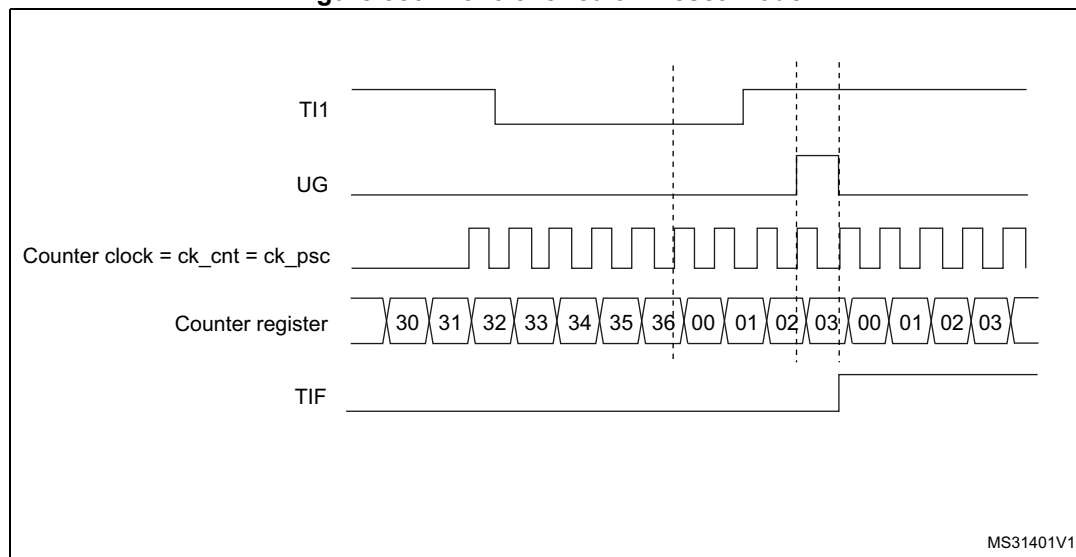 TI1
UG
Counter clock = ck_cnt = ck_psc
Counter register 30 31 32 33 34 35 36 00 01 02 03 00 01 02 03
TIF
MS31401V1